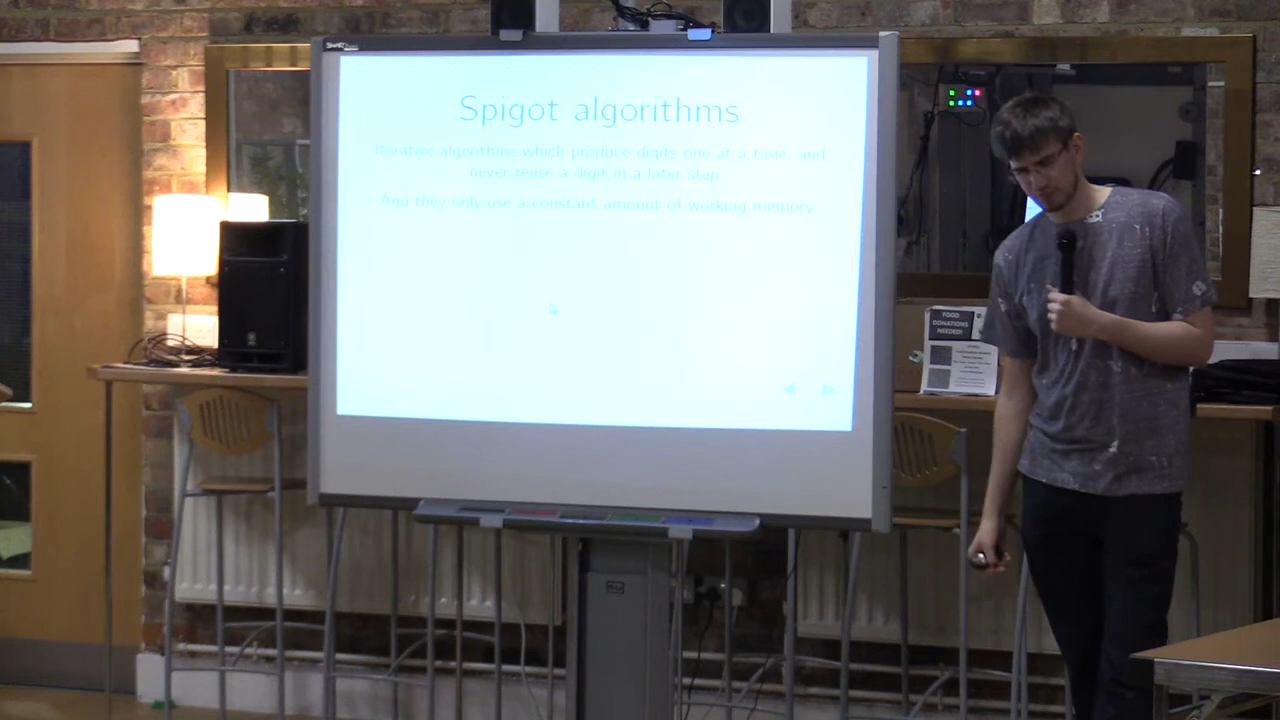 SMART
Spigot algorithms
Iterative algorithms which produce digits one at a time, and
never reuse a digit in a later step
And they only use a constant amount of working memory
FOOD
DONATIONS
NEEDED!